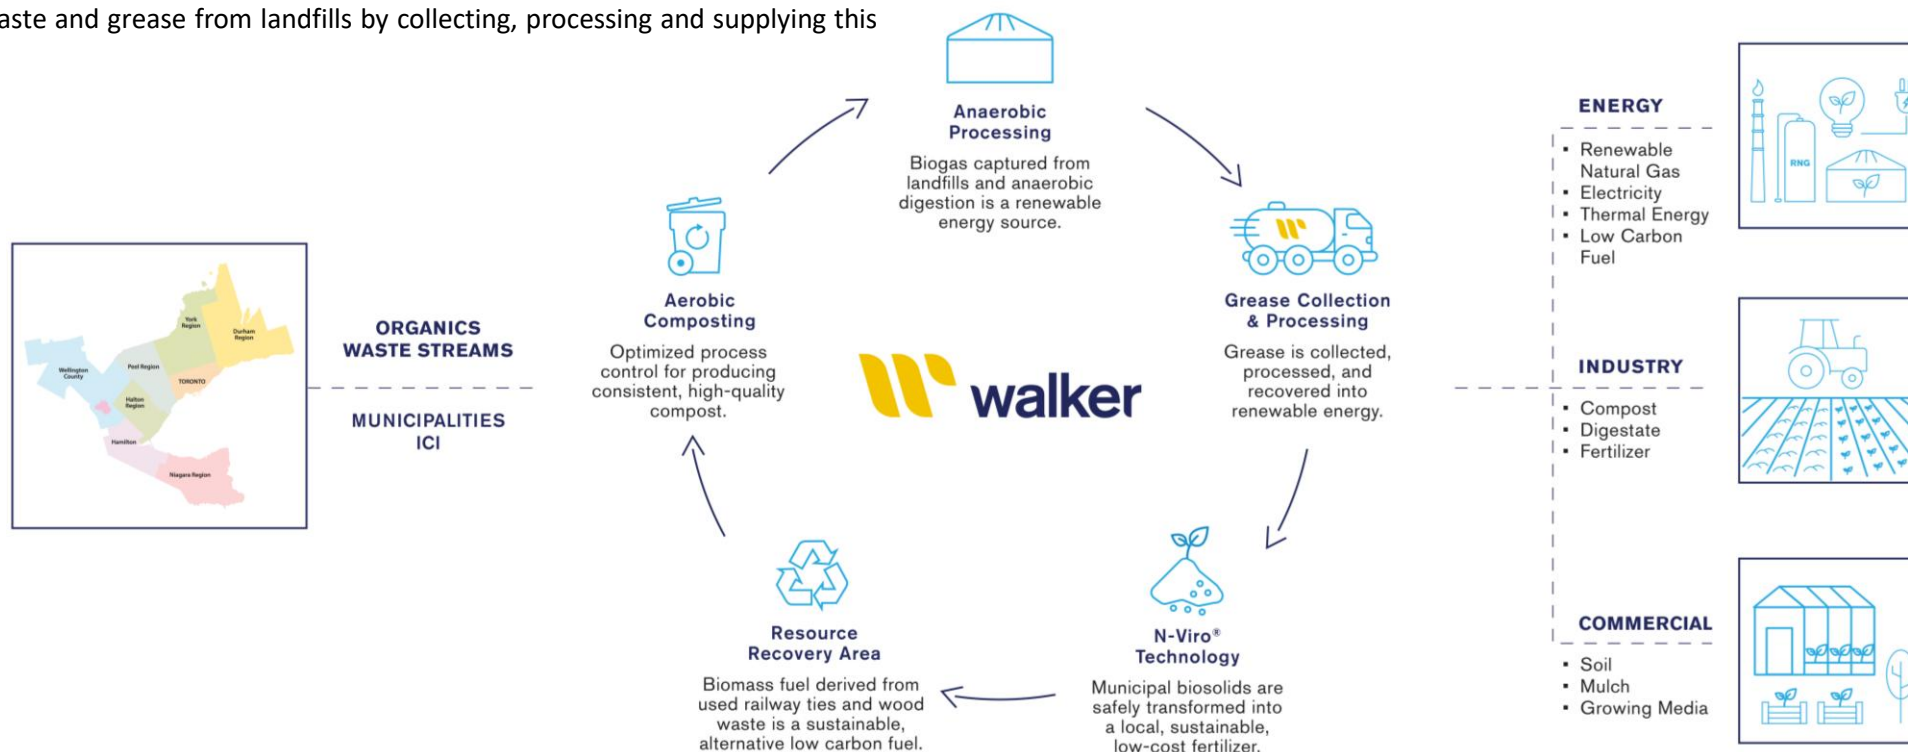 aste and grease from landfills by collecting, processing and supplying this
York
Region
Durham
Region
Wellington
County
Peel Region
TORONTO
Halton
Region
Hamilton
Niagara Region
ORGANICS
WASTE STREAMS
MUNICIPALITIES
ICI
Anaerobic
Processing
Biogas captured from
landfills and anaerobic
digestion is a renewable
energy source.
Aerobic
Composting
Optimized process
control for producing
consistent, high-quality
compost.
walker
Grease Collection
& Processing
Grease is collected,
processed, and
recovered into
renewable energy.
Resource
Recovery Area
Biomass fuel derived from
used railway ties and wood
waste is a sustainable,
alternative low carbon fuel.
N-Viro®
Technology
Municipal biosolids are
safely transformed into
a local, sustainable,
low-cost fertilizer.
ENERGY
▪ Renewable
Natural Gas
▪ Electricity
▪ Thermal Energy
▪ Low Carbon
Fuel
RNG
INDUSTRY
▪ Compost
▪ Digestate
▪ Fertilizer
COMMERCIAL
▪ Soil
▪ Mulch
▪ Growing Media